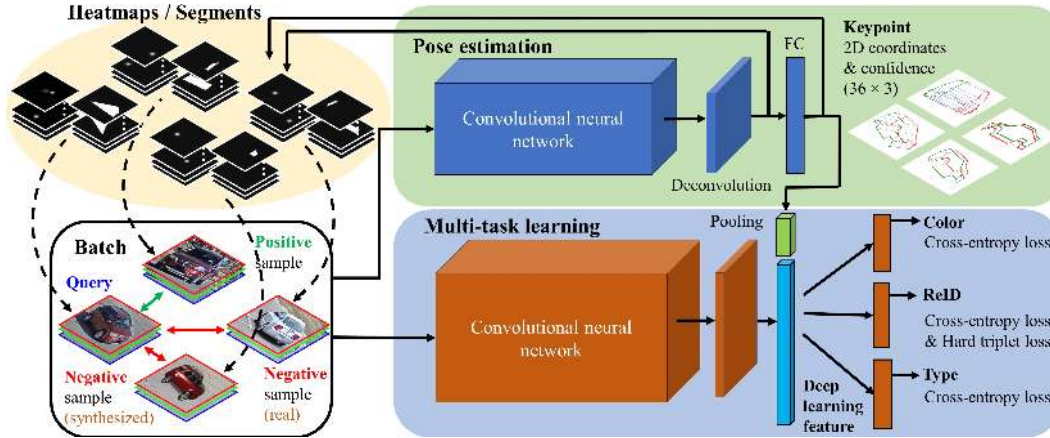 Heatmaps / Segments
Pose estimation
FC
Keypoint
2D coordinates
& confidence
(36 × 3)
Convolutional neural
network
Deconvolution
Batch
Positive
sample
Query
Negative
sample
(synthesized)
Negative
sample
(real)
Multi-task learning
Pooling
Convolutional neural
network
Deep
learning
feature
Color
Cross-entropy loss
ReID
Cross-entropy loss
& Hard triplet loss
Type
Cross-entropy loss